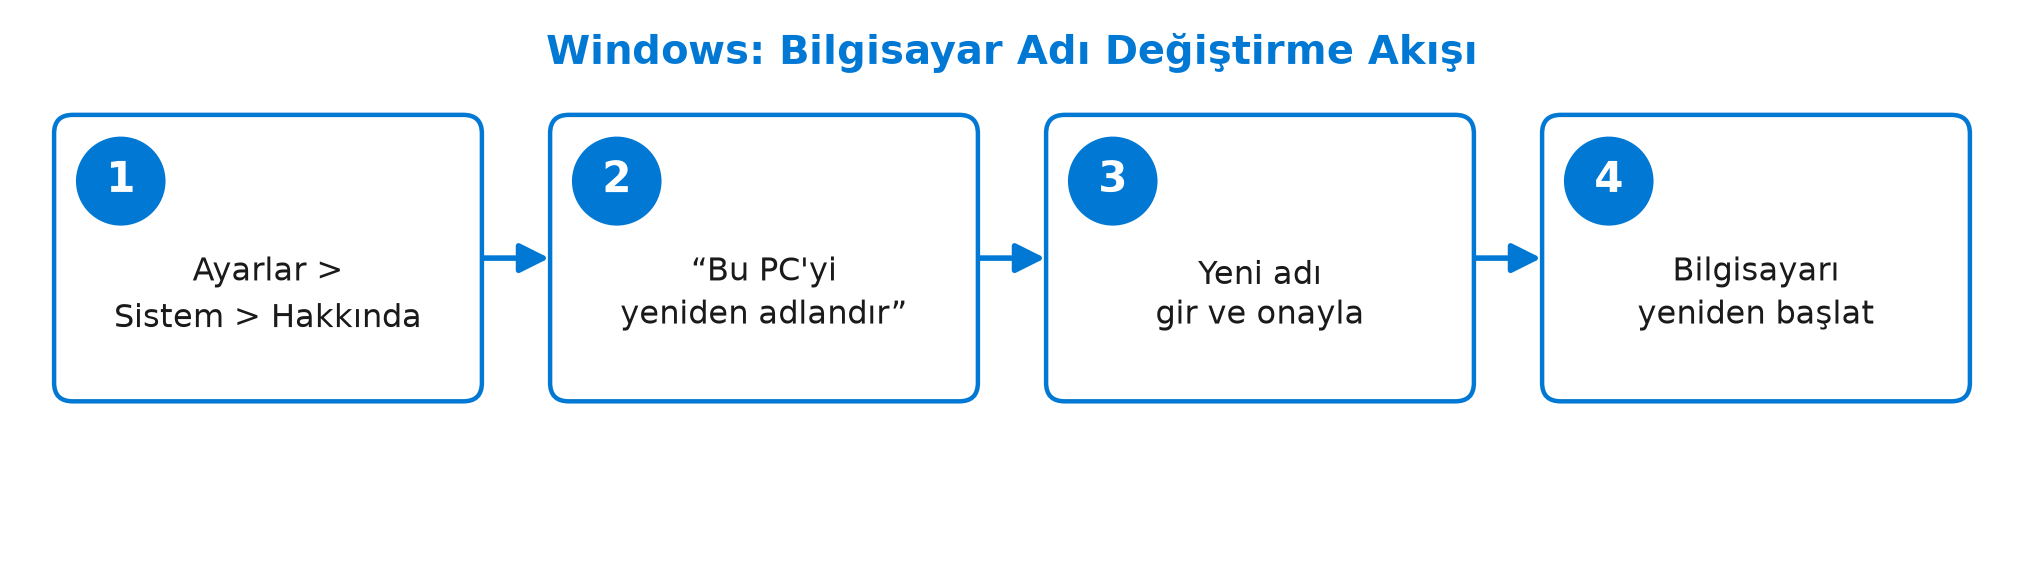 Windows: Bilgisayar Adı Değiştirme Akışı
1
Ayarlar >
Sistem > Hakkında
2
“Bu PC'yi
yeniden adlandır”
3
Yeni adı
gir ve onayla
4
Bilgisayarı
yeniden başlat